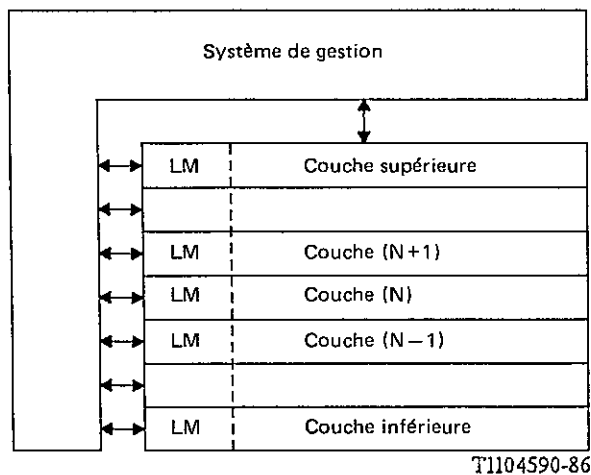 Système de gestion
LM Couche supérieure
LM Couche (N+1)
LM Couche (N)
LM Couche (N−1)
LM Couche inférieure
T1104590-86